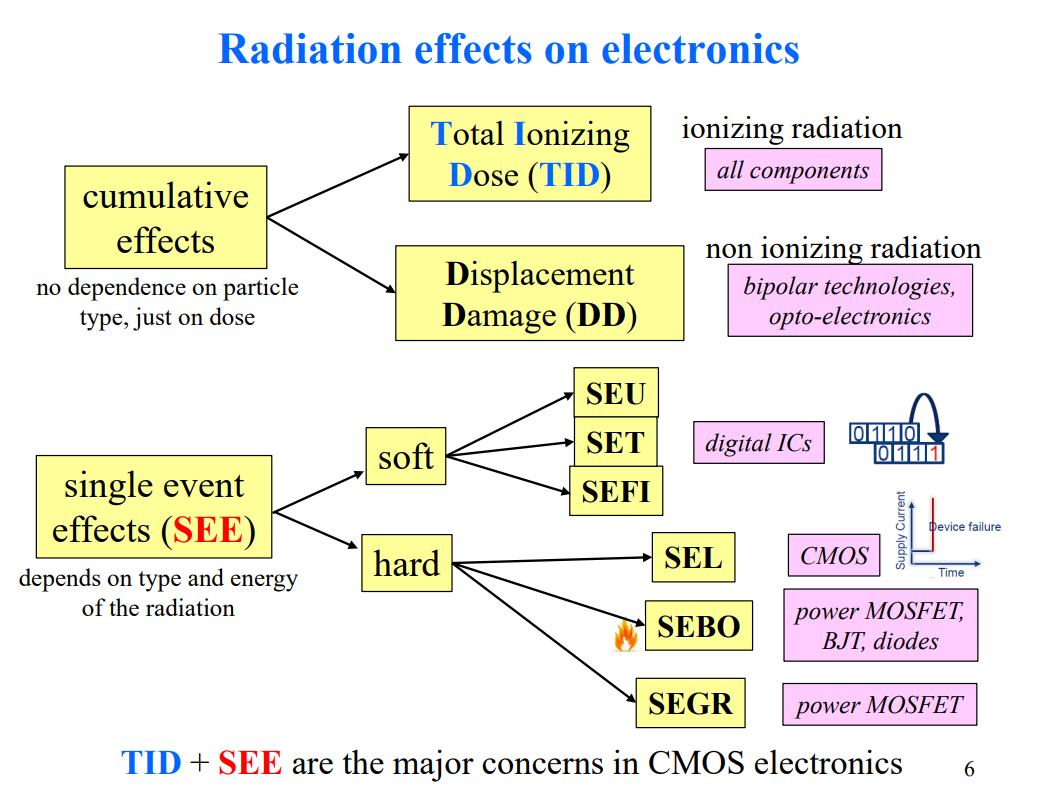 Radiation effects on electronics
Total Ionizing
Dose (TID)
ionizing radiation
all components
cumulative
effects
no dependence on particle
type, just on dose
Displacement
Damage (DD)
non ionizing radiation
bipolar technologies,
opto-electronics
single event
effects (SEE)
depends on type and energy
of the radiation
soft
SEU
SET
SEFI
digital ICs
0110
0111
hard
SEL
CMOS
Supply Current
Device failure
Time
SEBO
power MOSFET,
BJT, diodes
SEGR
power MOSFET
TID + SEE are the major concerns in CMOS electronics
6